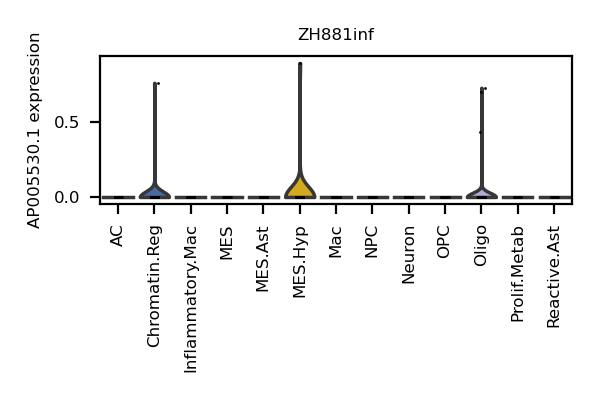 ZH881inf
AP005530.1 expression
0.5
0.0
AC
Chromatin.Reg
Inflammatory.Mac
MES
MES.Ast
MES.Hyp
Mac
NPC
Neuron
OPC
Oligo
Prolif.Metab
Reactive.Ast